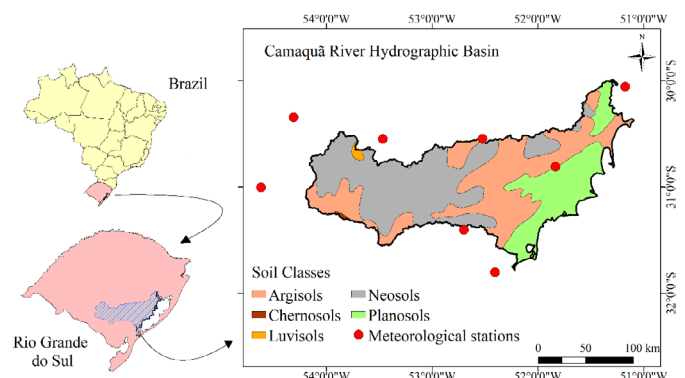 54°0'0"W 53°0'0"W 52°0'0"W 51°0'0"W
Camaquã River Hydrographic Basin
N
Brazil
30°0'0"S
31°0'0"S
32°0'0"S
Rio Grande
do Sul
Soil Classes
Argisols Neosols
Chernosols Planosols
Luvisols Meteorological stations
0 50 100 km
54°0'0"W 53°0'0"W 52°0'0"W 51°0'0"W